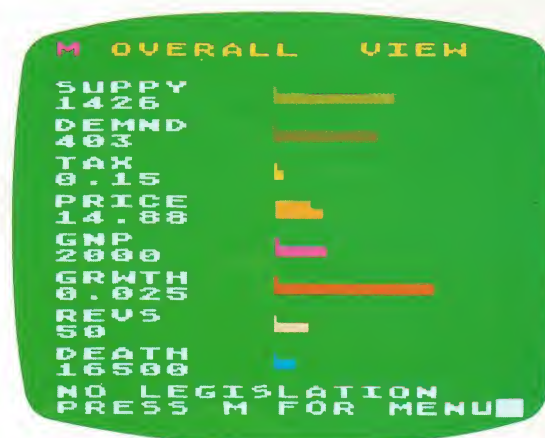 M OVERALL VIEW
SUPPY
1426
DEMND
403
TAX
0.15
PRICE
14.88
GNP
2000
GRWTH
0.025
REVS
50
DEATH
16500
NO LEGISLATION
PRESS M FOR MENU